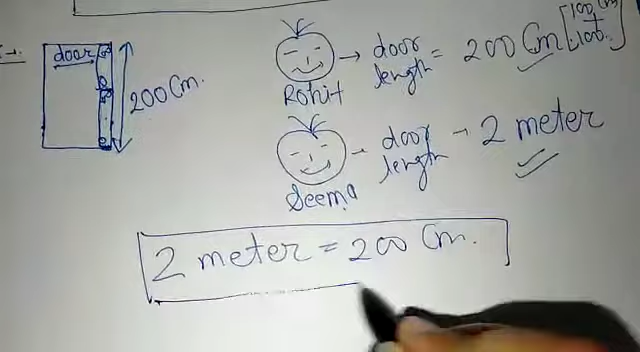 door
200 Cm.
Rohit
door length = 200 Cm
Seema
door length - 2 meter
2 meter = 200 Cm.